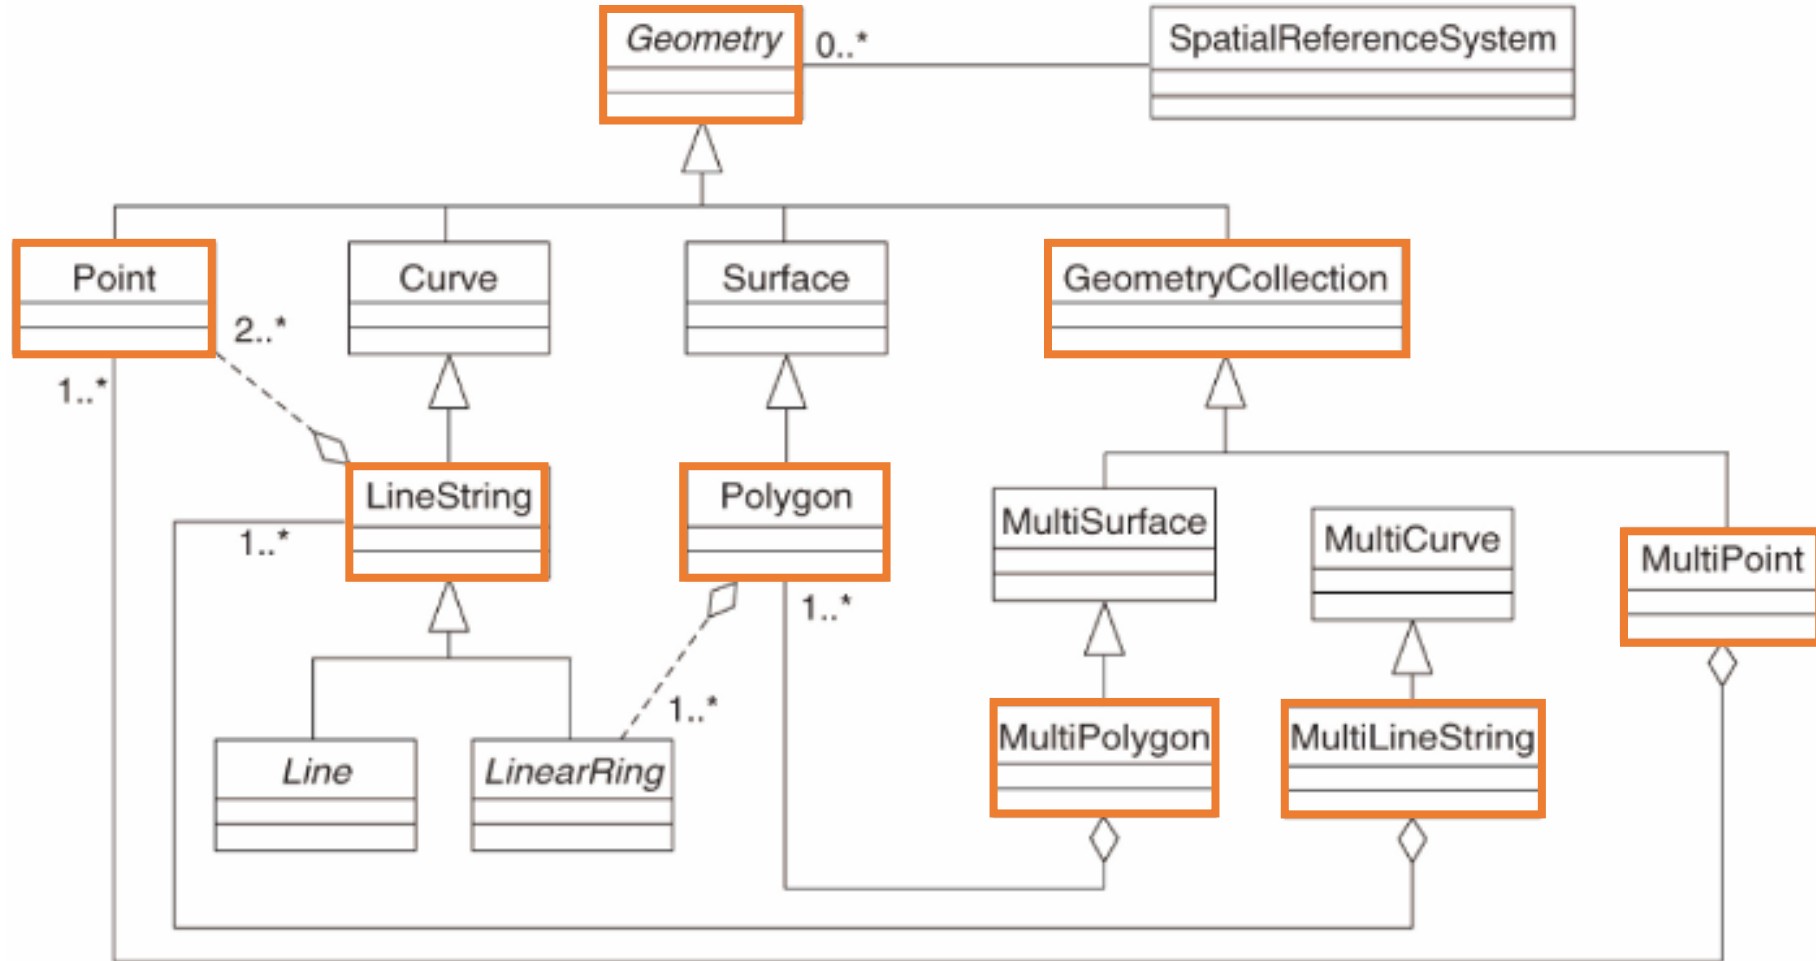 Geometry
0..*
SpatialReferenceSystem
Point
Curve
Surface
GeometryCollection
2..*
1..*
LineString
Polygon
MultiSurface
MultiCurve
MultiPoint
1..*
1..*
1..*
Line
LinearRing
MultiPolygon
MultiLineString